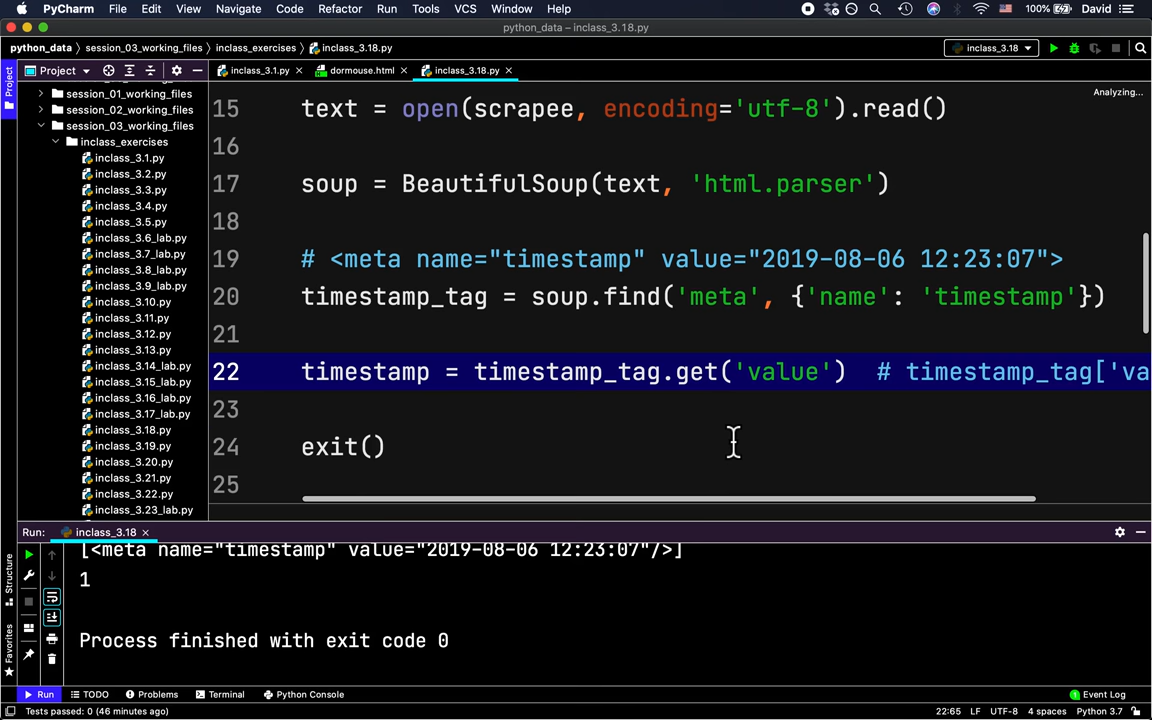 PyCharm File Edit View Navigate Code Refactor Run Tools VCS Window Help 100% David
python_data – inclass_3.18.py
python_data session_03_working_files inclass_exercises inclass_3.18.py inclass_3.18
Project inclass_3.1.py dormouse.html inclass_3.18.py
Project
session_01_working_files
session_02_working_files
session_03_working_files
inclass_exercises
inclass_3.1.py
inclass_3.2.py
inclass_3.3.py
inclass_3.4.py
inclass_3.5.py
inclass_3.6_lab.py
inclass_3.7_lab.py
inclass_3.8_lab.py
inclass_3.9_lab.py
inclass_3.10.py
inclass_3.11.py
inclass_3.12.py
inclass_3.13.py
inclass_3.14_lab.py
inclass_3.15_lab.py
inclass_3.16_lab.py
inclass_3.17_lab.py
inclass_3.18.py
inclass_3.19.py
inclass_3.20.py
inclass_3.21.py
inclass_3.22.py
inclass_3.23_lab.py
Analyzing...
15 text = open(scrapee, encoding='utf-8').read()
16
17 soup = BeautifulSoup(text, 'html.parser')
18
19 # <meta name="timestamp" value="2019-08-06 12:23:07">
20 timestamp_tag = soup.find('meta', {'name': 'timestamp'})
21
22 timestamp = timestamp_tag.get('value') # timestamp_tag['va
23
24 exit()
25
Run: inclass_3.18
[<meta name="timestamp" value="2019-08-06 12:23:07"/>]
1
Process finished with exit code 0
Structure
Favorites
Run TODO Problems Terminal Python Console 1 Event Log
Tests passed: 0 (46 minutes ago) 22:65 LF UTF-8 4 spaces Python 3.7